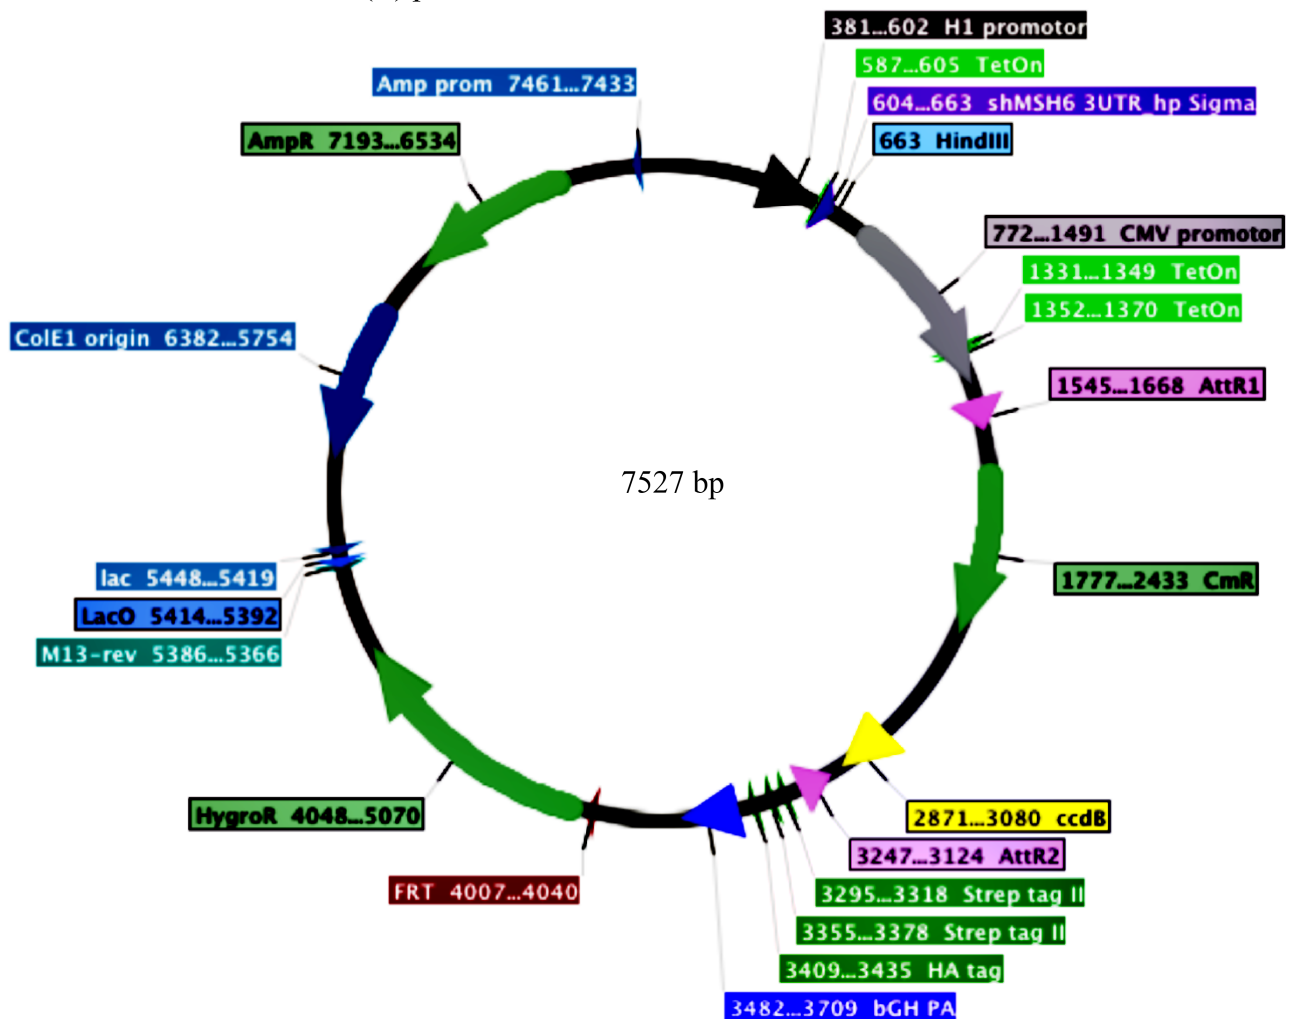 381...602 H1 promotor
587...605 TetOn
Amp prom 7461...7433
604...663 shMSH6 3UTR_hp Sigma
AmpR 7193...6534
663 HindIII
772...1491 CMV promotor
1331...1349 TetOn
1352...1370 TetOn
ColE1 origin 6382...5754
1545...1668 AttR1
7527 bp
lac 5448...5419
1777...2433 CmR
LacO 5414...5392
M13-rev 5386...5366
HygroR 4048...5070
2871...3080 ccdB
3247...3124 AttR2
FRT 4007...4040
3295...3318 Strep tag II
3355...3378 Strep tag II
3409...3435 HA tag
3482...3709 bGH PA